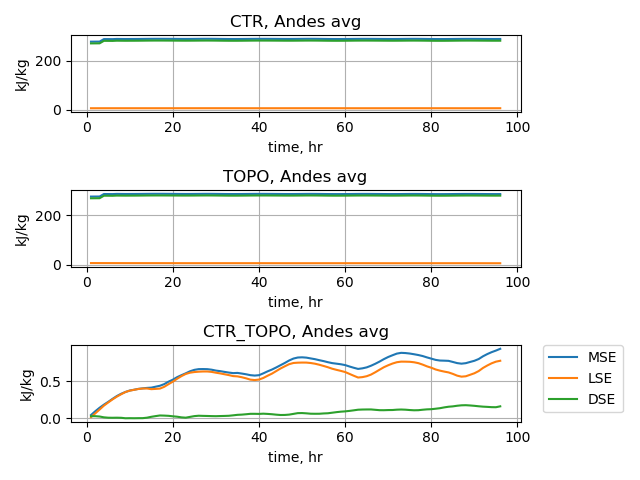 CTR, Andes avg
kJ/kg
200
0
0 20 40 60 80 100
time, hr
TOPO, Andes avg
kJ/kg
200
0
0 20 40 60 80 100
time, hr
CTR_TOPO, Andes avg
kJ/kg
0.5
0.0
0 20 40 60 80 100
time, hr
MSE
LSE
DSE